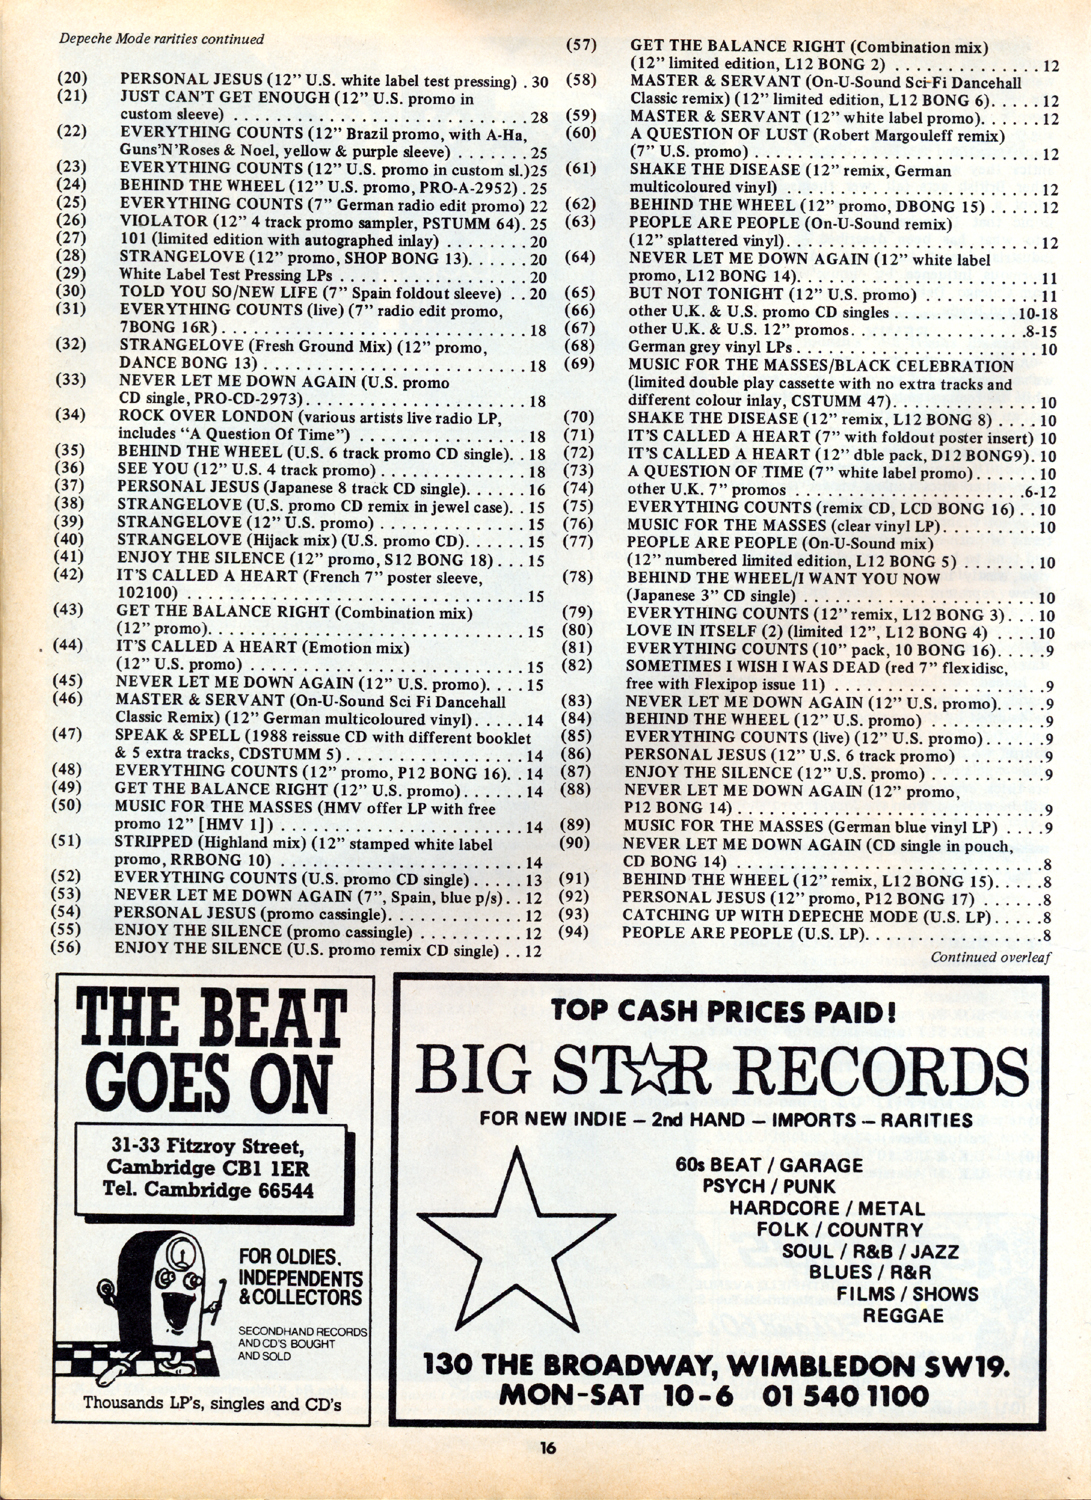 Depeche Mode rarities continued
(20) PERSONAL JESUS (12” U.S. white label test pressing) . 30
(21) JUST CAN'T GET ENOUGH (12” U.S. promo in
custom sleeve) . . . . . . . . . . . . . . . . . . . . . . . . . . . 28
(22) EVERYTHING COUNTS (12” Brazil promo, with A-Ha,
Guns'N'Roses & Noel, yellow & purple sleeve) . . . . . . . 25
(23) EVERYTHING COUNTS (12” U.S. promo in custom sl.)25
(24) BEHIND THE WHEEL (12” U.S. promo, PRO-A-2952) . 25
(25) EVERYTHING COUNTS (7” German radio edit promo) 22
(26) VIOLATOR (12” 4 track promo sampler, PSTUMM 64). 25
(27) 101 (limited edition with autographed inlay) . . . . . . . . 20
(28) STRANGELOVE (12” promo, SHOP BONG 13). . . . . . 20
(29) White Label Test Pressing LPs . . . . . . . . . . . . . . . . . 20
(30) TOLD YOU SO/NEW LIFE (7” Spain foldout sleeve) . . 20
(31) EVERYTHING COUNTS (live) (7” radio edit promo,
7BONG 16R) . . . . . . . . . . . . . . . . . . . . . . . . . . . . 18
(32) STRANGELOVE (Fresh Ground Mix) (12” promo,
DANCE BONG 13) . . . . . . . . . . . . . . . . . . . . . . . . 18
(33) NEVER LET ME DOWN AGAIN (U.S. promo
CD single, PRO-CD-2973) . . . . . . . . . . . . . . . . . . . . 18
(34) ROCK OVER LONDON (various artists live radio LP,
includes “A Question Of Time”) . . . . . . . . . . . . . . . 18
(35) BEHIND THE WHEEL (U.S. 6 track promo CD single). . 18
(36) SEE YOU (12” U.S. 4 track promo) . . . . . . . . . . . . . 18
(37) PERSONAL JESUS (Japanese 8 track CD single). . . . . . 16
(38) STRANGELOVE (U.S. promo CD remix in jewel case). . 15
(39) STRANGELOVE (12” U.S. promo) . . . . . . . . . . . . . 15
(40) STRANGELOVE (Hijack mix) (U.S. promo CD). . . . . . 15
(41) ENJOY THE SILENCE (12” promo, S12 BONG 18) . . . 15
(42) IT'S CALLED A HEART (French 7” poster sleeve,
102100) . . . . . . . . . . . . . . . . . . . . . . . . . . . . . . . 15
(43) GET THE BALANCE RIGHT (Combination mix)
(12” promo). . . . . . . . . . . . . . . . . . . . . . . . . . . . . 15
(44) IT'S CALLED A HEART (Emotion mix)
(12” U.S. promo) . . . . . . . . . . . . . . . . . . . . . . . . . 15
(45) NEVER LET ME DOWN AGAIN (12” U.S. promo). . . . 15
(46) MASTER & SERVANT (On-U-Sound Sci Fi Dancehall
Classic Remix) (12” German multicoloured vinyl) . . . . . 14
(47) SPEAK & SPELL (1988 reissue CD with different booklet
& 5 extra tracks, CDSTUMM 5) . . . . . . . . . . . . . . . . 14
(48) EVERYTHING COUNTS (12” promo, P12 BONG 16). . 14
(49) GET THE BALANCE RIGHT (12” U.S. promo) . . . . . . 14
(50) MUSIC FOR THE MASSES (HMV offer LP with free
promo 12” [HMV 1]) . . . . . . . . . . . . . . . . . . . . . . 14
(51) STRIPPED (Highland mix) (12” stamped white label
promo, RRBONG 10) . . . . . . . . . . . . . . . . . . . . . . 14
(52) EVERYTHING COUNTS (U.S. promo CD single) . . . . . 13
(53) NEVER LET ME DOWN AGAIN (7”, Spain, blue p/s) . . 12
(54) PERSONAL JESUS (promo cassingle). . . . . . . . . . . . . 12
(55) ENJOY THE SILENCE (promo cassingle) . . . . . . . . . . 12
(56) ENJOY THE SILENCE (U.S. promo remix CD single) . . 12
(57) GET THE BALANCE RIGHT (Combination mix)
(12” limited edition, L12 BONG 2) . . . . . . . . . . . . . . 12
(58) MASTER & SERVANT (On-U-Sound Sci-Fi Dancehall
Classic remix) (12” limited edition, L12 BONG 6). . . . . 12
(59) MASTER & SERVANT (12” white label promo). . . . . . 12
(60) A QUESTION OF LUST (Robert Margouleff remix)
(7” U.S. promo) . . . . . . . . . . . . . . . . . . . . . . . . . . 12
(61) SHAKE THE DISEASE (12” remix, German
multicoloured vinyl) . . . . . . . . . . . . . . . . . . . . . . . 12
(62) BEHIND THE WHEEL (12” promo, DBONG 15) . . . . . 12
(63) PEOPLE ARE PEOPLE (On-U-Sound remix)
(12” splattered vinyl). . . . . . . . . . . . . . . . . . . . . . . 12
(64) NEVER LET ME DOWN AGAIN (12” white label
promo, L12 BONG 14). . . . . . . . . . . . . . . . . . . . . . 11
(65) BUT NOT TONIGHT (12” U.S. promo) . . . . . . . . . . . 11
(66) other U.K. & U.S. promo CD singles . . . . . . . . . . . 10-18
(67) other U.K. & U.S. 12” promos. . . . . . . . . . . . . . . .8-15
(68) German grey vinyl LPs . . . . . . . . . . . . . . . . . . . . . 10
(69) MUSIC FOR THE MASSES/BLACK CELEBRATION
(limited double play cassette with no extra tracks and
different colour inlay, CSTUMM 47) . . . . . . . . . . . . . 10
(70) SHAKE THE DISEASE (12” remix, L12 BONG 8) . . . . 10
(71) IT'S CALLED A HEART (7” with foldout poster insert) 10
(72) IT'S CALLED A HEART (12” dble pack, D12 BONG9). 10
(73) A QUESTION OF TIME (7” white label promo) . . . . . . 10
(74) other U.K. 7” promos . . . . . . . . . . . . . . . . . . . . .6-12
(75) EVERYTHING COUNTS (remix CD, LCD BONG 16) . . 10
(76) MUSIC FOR THE MASSES (clear vinyl LP). . . . . . . . . 10
(77) PEOPLE ARE PEOPLE (On-U-Sound mix)
(12” numbered limited edition, L12 BONG 5) . . . . . . . 10
(78) BEHIND THE WHEEL/I WANT YOU NOW
(Japanese 3” CD single) . . . . . . . . . . . . . . . . . . . . . 10
(79) EVERYTHING COUNTS (12” remix, L12 BONG 3). . . 10
(80) LOVE IN ITSELF (2) (limited 12”, L12 BONG 4) . . . . 10
(81) EVERYTHING COUNTS (10” pack, 10 BONG 16). . . . .9
(82) SOMETIMES I WISH I WAS DEAD (red 7” flexidisc,
free with Flexipop issue 11) . . . . . . . . . . . . . . . . . . .9
(83) NEVER LET ME DOWN AGAIN (12” U.S. promo). . . . .9
(84) BEHIND THE WHEEL (12” U.S. promo) . . . . . . . . . .9
(85) EVERYTHING COUNTS (live) (12” U.S. promo) . . . . . .9
(86) PERSONAL JESUS (12” U.S. 6 track promo) . . . . . . . .9
(87) ENJOY THE SILENCE (12” U.S. promo) . . . . . . . . . .9
(88) NEVER LET ME DOWN AGAIN (12” promo,
P12 BONG 14) . . . . . . . . . . . . . . . . . . . . . . . . . . .9
(89) MUSIC FOR THE MASSES (German blue vinyl LP) . . . .9
(90) NEVER LET ME DOWN AGAIN (CD single in pouch,
CD BONG 14) . . . . . . . . . . . . . . . . . . . . . . . . . . . .8
(91) BEHIND THE WHEEL (12” remix, L12 BONG 15). . . . .8
(92) PERSONAL JESUS (12” promo, P12 BONG 17) . . . . . .8
(93) CATCHING UP WITH DEPECHE MODE (U.S. LP) . . . . .8
(94) PEOPLE ARE PEOPLE (U.S. LP). . . . . . . . . . . . . . . .8
Continued overleaf
THE BEAT
GOES ON
31-33 Fitzroy Street,
Cambridge CB1 1ER
Tel. Cambridge 66544
FOR OLDIES,
INDEPENDENTS
& COLLECTORS
SECONDHAND RECORDS
AND CD'S BOUGHT
AND SOLD
Thousands LP's, singles and CD's
TOP CASH PRICES PAID!
BIG STAR RECORDS
FOR NEW INDIE – 2nd HAND – IMPORTS – RARITIES
60s BEAT / GARAGE
PSYCH / PUNK
HARDCORE / METAL
FOLK / COUNTRY
SOUL / R&B / JAZZ
BLUES / R&R
FILMS / SHOWS
REGGAE
130 THE BROADWAY, WIMBLEDON SW19.
MON-SAT 10-6 01 540 1100
16